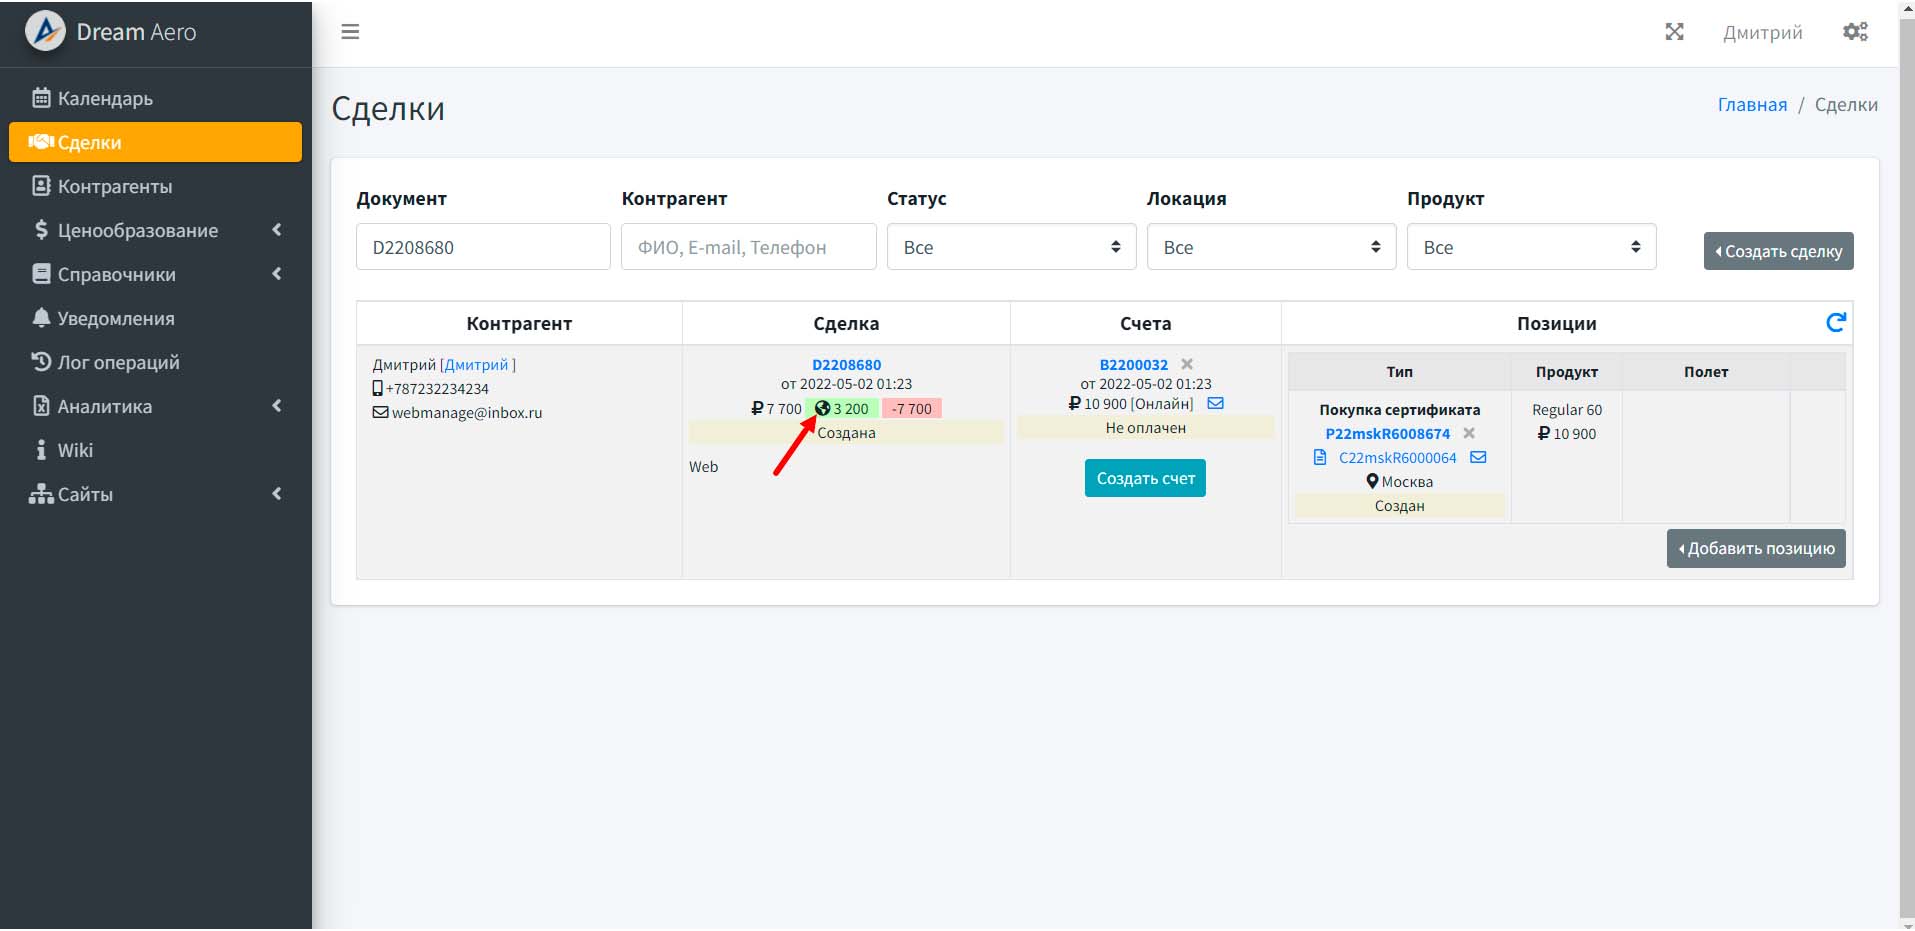 Dream Aero
Дмитрий
Календарь
Сделки
Контрагенты
Ценообразование
Справочники
Уведомления
Лог операций
Аналитика
Wiki
Сайты
Сделки
Главная / Сделки
Документ Контрагент Статус Локация Продукт
D2208680 ФИО, E-mail, Телефон Все Все Все
Создать сделку
Контрагент Сделка Счета Позиции
Дмитрий [Дмитрий ]
+787232234234
webmanage@inbox.ru
D2208680
от 2022-05-02 01:23
₽ 7 700 3 200 -7 700
Создана
Web
B2200032
от 2022-05-02 01:23
₽ 10 900 [Онлайн]
Не оплачен
Создать счет
Тип Продукт Полет
Покупка сертификата
P22mskR6008674
C22mskR6000064
Москва
Создан
Regular 60
₽ 10 900
Добавить позицию